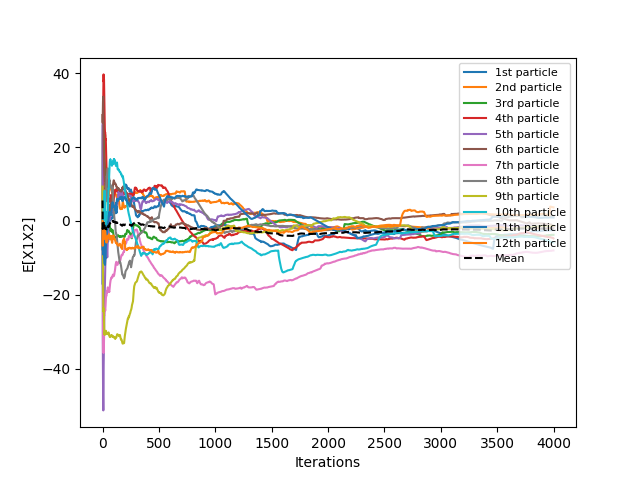 40
20
0
−20
−40
E[X1X2]
0
500
1000
1500
2000
2500
3000
3500
4000
Iterations
1st particle
2nd particle
3rd particle
4th particle
5th particle
6th particle
7th particle
8th particle
9th particle
10th particle
11th particle
12th particle
Mean